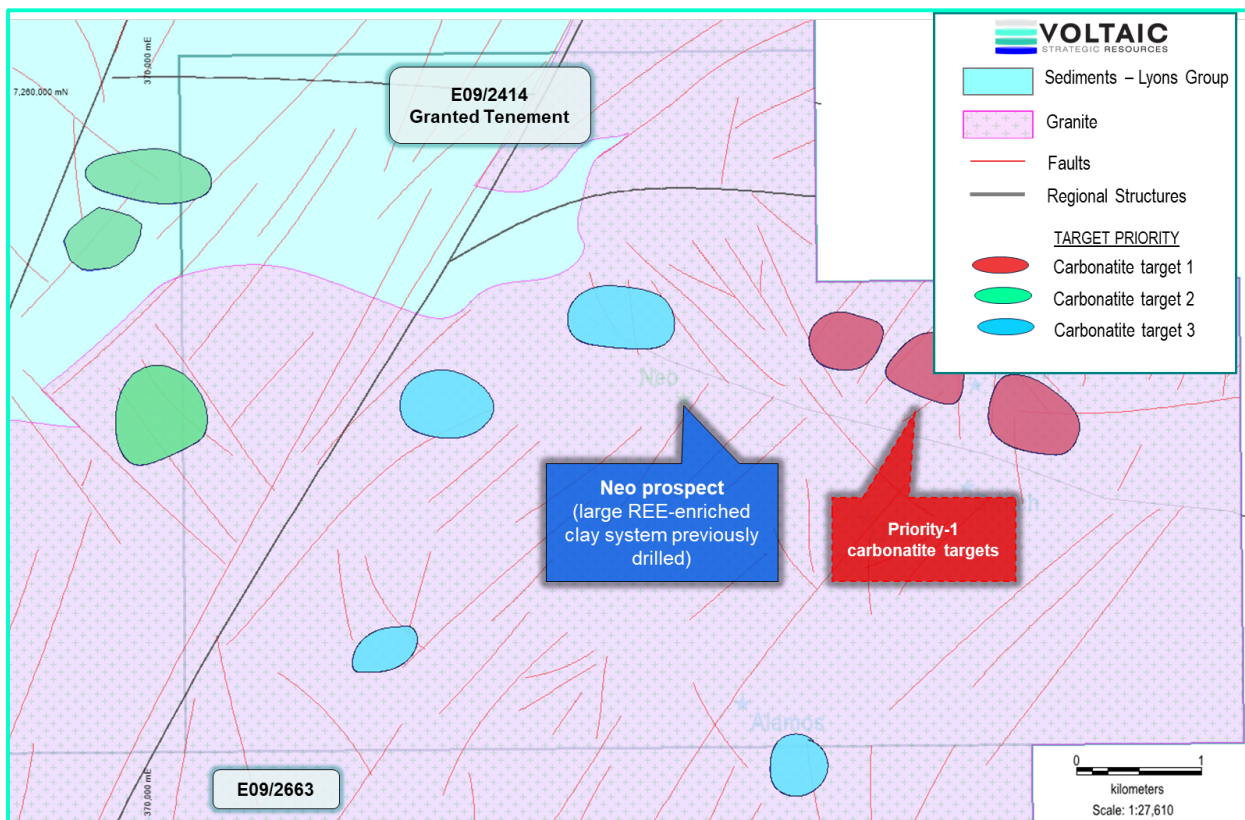 VOLTAIC
STRATEGIC RESOURCES
Sediments – Lyons Group
Granite
Faults
Regional Structures
TARGET PRIORITY
Carbonatite target 1
Carbonatite target 2
Carbonatite target 3
370,000 mE
7,260,000 mN
E09/2414
Granted Tenement
Neo
Neo prospect
(large REE-enriched
clay system previously
drilled)
Priority-1
carbonatite targets
Alamos
E09/2663
370,000 mE
0 1
kilometers
Scale: 1:27,610